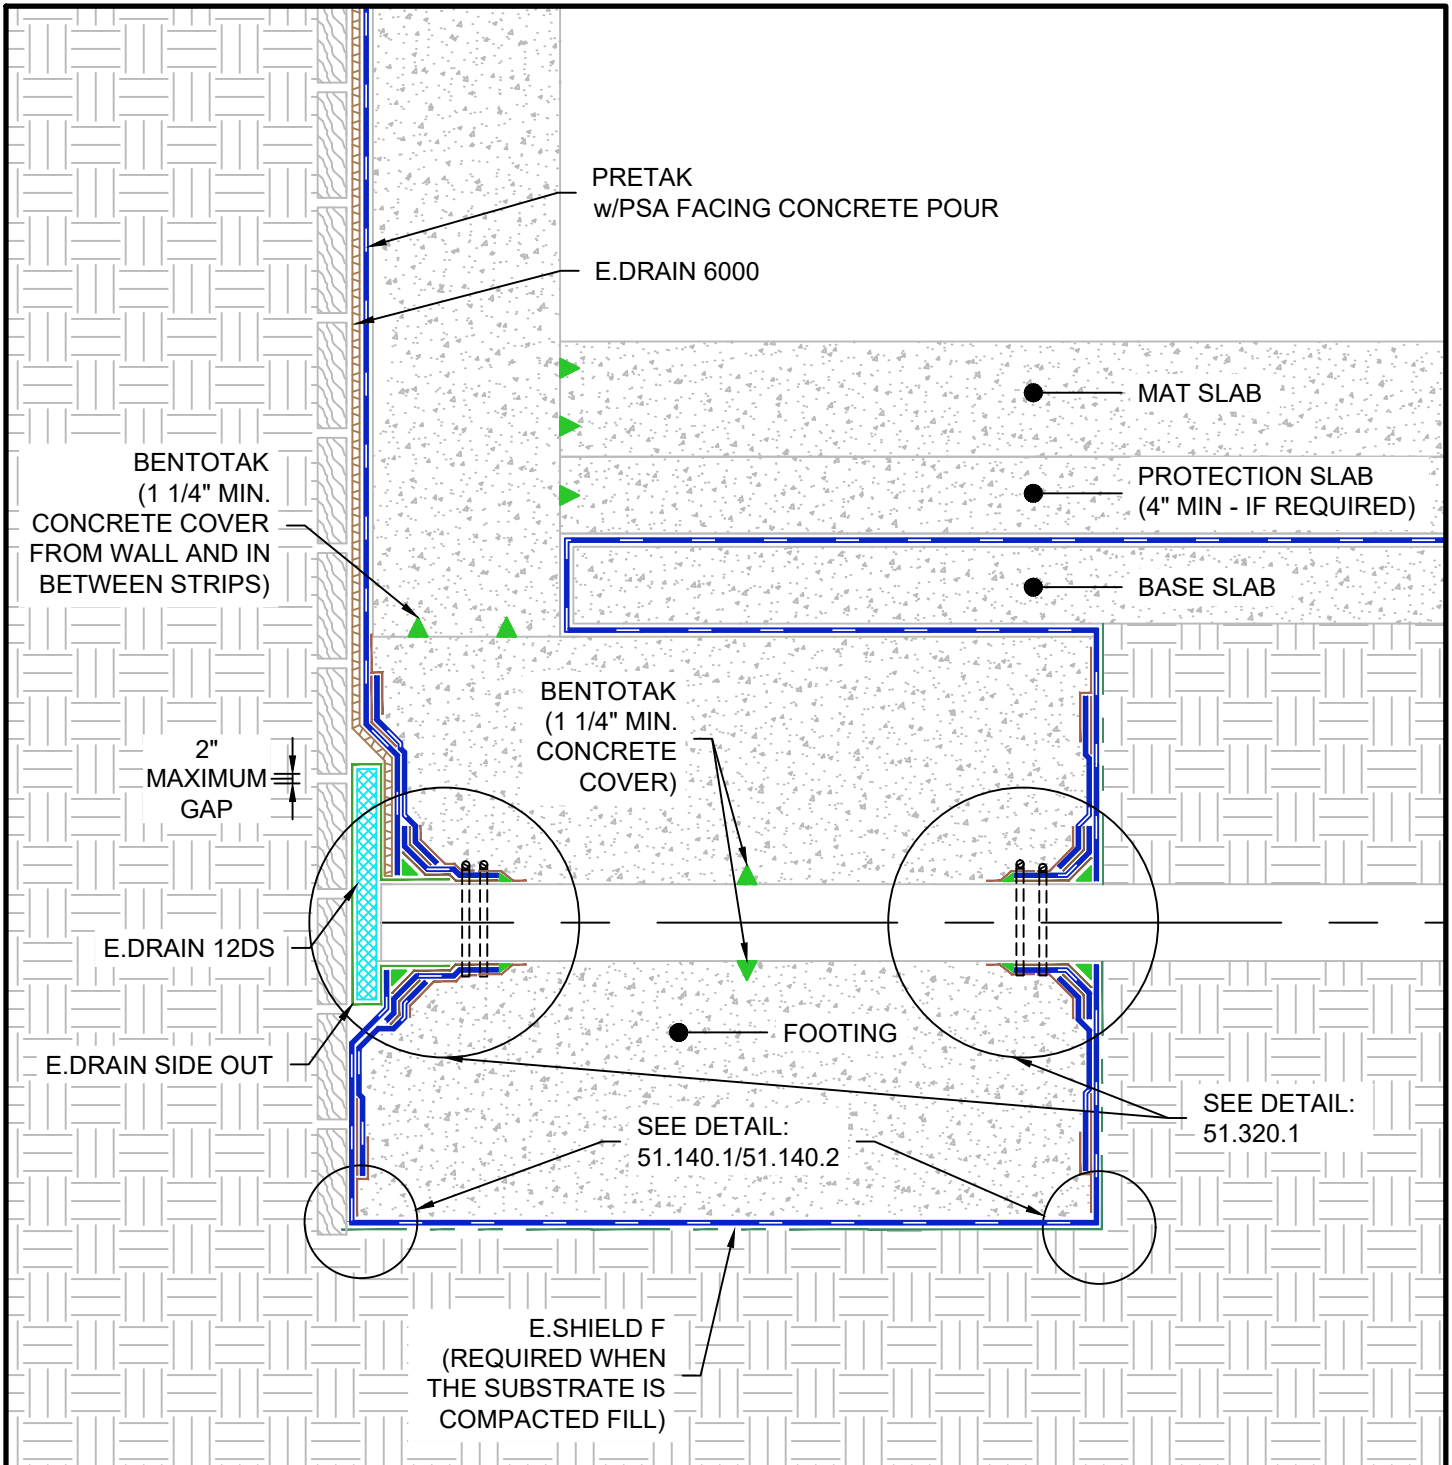 PRETAK
w/PSA FACING CONCRETE POUR
E.DRAIN 6000
MAT SLAB
BENTOTAK
(1 1/4" MIN.
CONCRETE COVER
FROM WALL AND IN
BETWEEN STRIPS)
PROTECTION SLAB
(4" MIN - IF REQUIRED)
BASE SLAB
BENTOTAK
(1 1/4" MIN.
CONCRETE
COVER)
2"
MAXIMUM
GAP
E.DRAIN 12DS
FOOTING
E.DRAIN SIDE OUT
SEE DETAIL:
51.140.1/51.140.2
SEE DETAIL:
51.320.1
E.SHIELD F
(REQUIRED WHEN
THE SUBSTRATE IS
COMPACTED FILL)